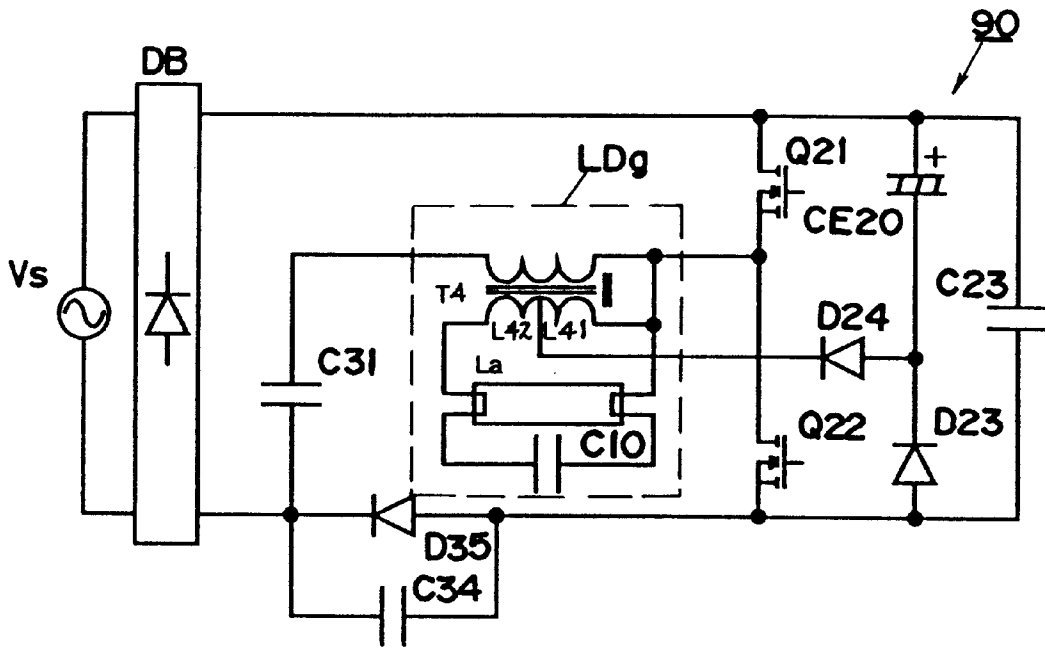 90
DB
LDg
Q21
+
CE20
Vs
T4
C23
L42
L41
D24
C31
La
Q22
D23
C10
D35
C34